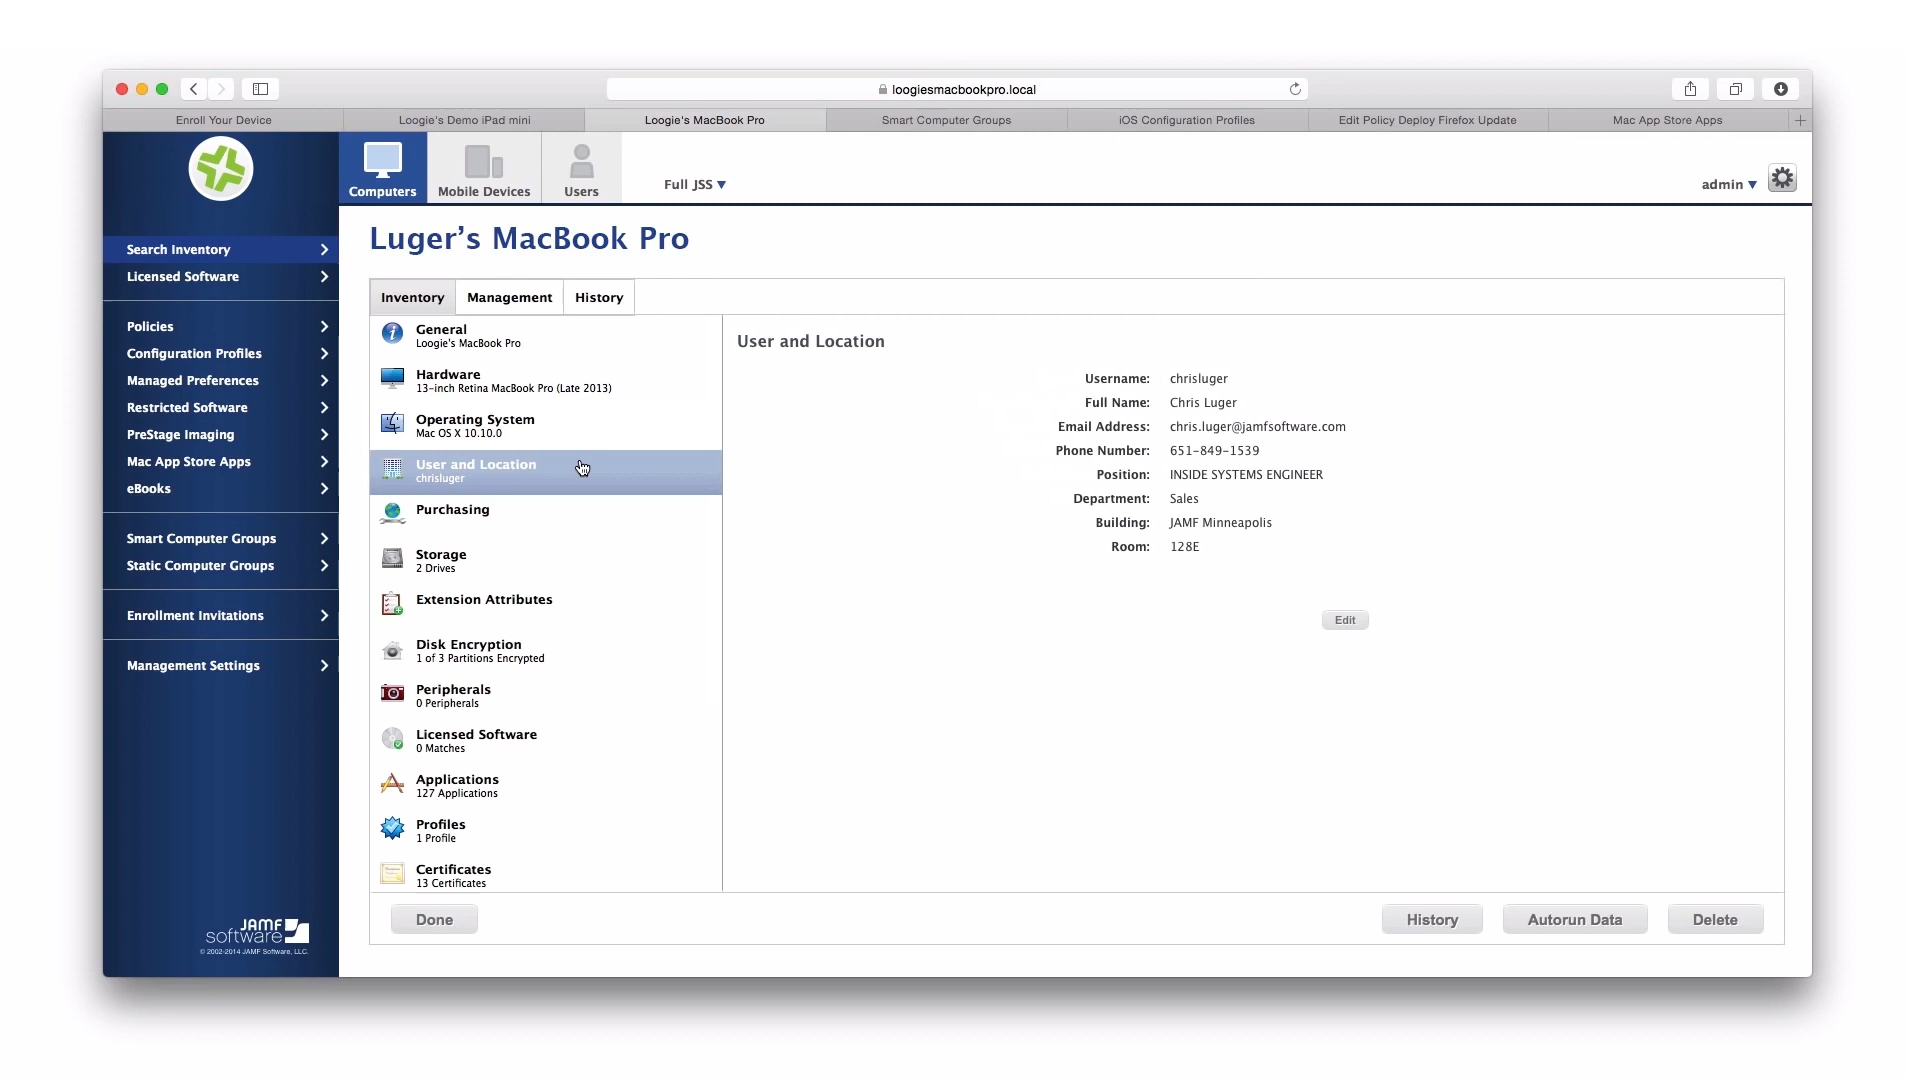 loogiesmacbookpro.local
Enroll Your Device
Loogie's Demo iPad mini
Loogie's MacBook Pro
Smart Computer Groups
iOS Configuration Profiles
Edit Policy Deploy Firefox Update
Mac App Store Apps
Computers
Mobile Devices
Users
Full JSS
admin
Search Inventory
Licensed Software
Policies
Configuration Profiles
Managed Preferences
Restricted Software
PreStage Imaging
Mac App Store Apps
eBooks
Smart Computer Groups
Static Computer Groups
Enrollment Invitations
Management Settings
JAMF
software
© 2002-2014 JAMF Software, LLC.
Luger's MacBook Pro
Inventory
Management
History
General
Loogie's MacBook Pro
Hardware
13-inch Retina MacBook Pro (Late 2013)
Operating System
Mac OS X 10.10.0
User and Location
chrisluger
Purchasing
Storage
2 Drives
Extension Attributes
Disk Encryption
1 of 3 Partitions Encrypted
Peripherals
0 Peripherals
Licensed Software
0 Matches
Applications
127 Applications
Profiles
1 Profile
Certificates
13 Certificates
User and Location
Username: chrisluger
Full Name: Chris Luger
Email Address: chris.luger@jamfsoftware.com
Phone Number: 651-849-1539
Position: INSIDE SYSTEMS ENGINEER
Department: Sales
Building: JAMF Minneapolis
Room: 128E
Edit
Done
History
Autorun Data
Delete